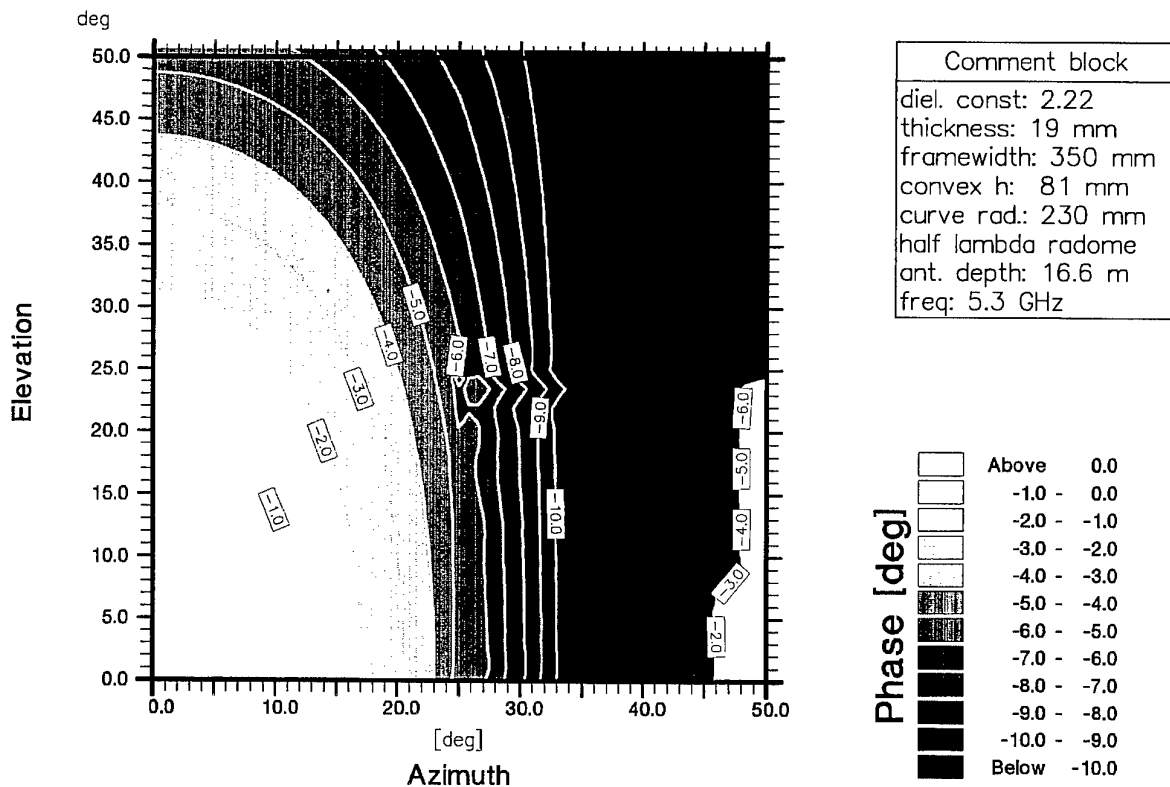 deg
50.0
45.0
40.0
35.0
30.0
25.0
20.0
15.0
10.0
5.0
0.0
Elevation
0.0 10.0 20.0 30.0 40.0 50.0
[deg]
Azimuth
-1.0
-2.0
-3.0
-4.0
-5.0
-6.0
-7.0
-8.0
-9.0
-10.0
-6.0
-5.0
-4.0
-3.0
-2.0
Comment block
diel. const: 2.22
thickness: 19 mm
framewidth: 350 mm
convex h: 81 mm
curve rad.: 230 mm
half lambda radome
ant. depth: 16.6 m
freq: 5.3 GHz
Phase [deg]
Above 0.0
-1.0 - 0.0
-2.0 - -1.0
-3.0 - -2.0
-4.0 - -3.0
-5.0 - -4.0
-6.0 - -5.0
-7.0 - -6.0
-8.0 - -7.0
-9.0 - -8.0
-10.0 - -9.0
Below -10.0